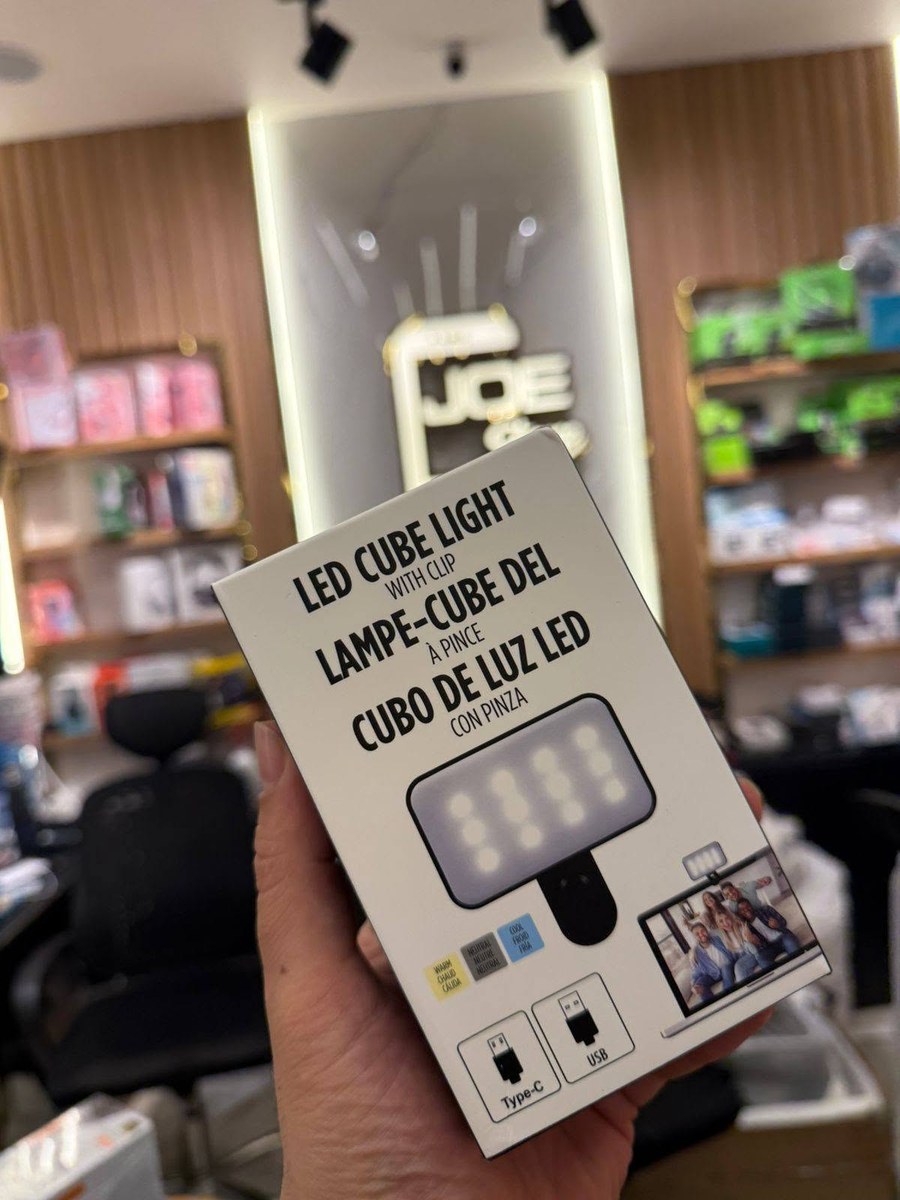 JOE
LED CUBE LIGHT
WITH CLIP
LAMPE-CUBE DEL
À PINCE
CUBO DE LUZ LED
CON PINZA
WARM
CHAUD
CÁLIDA
NEUTRAL
NEUTRE
NEUTRAL
COOL
FROID
FRÍA
Type-C
USB